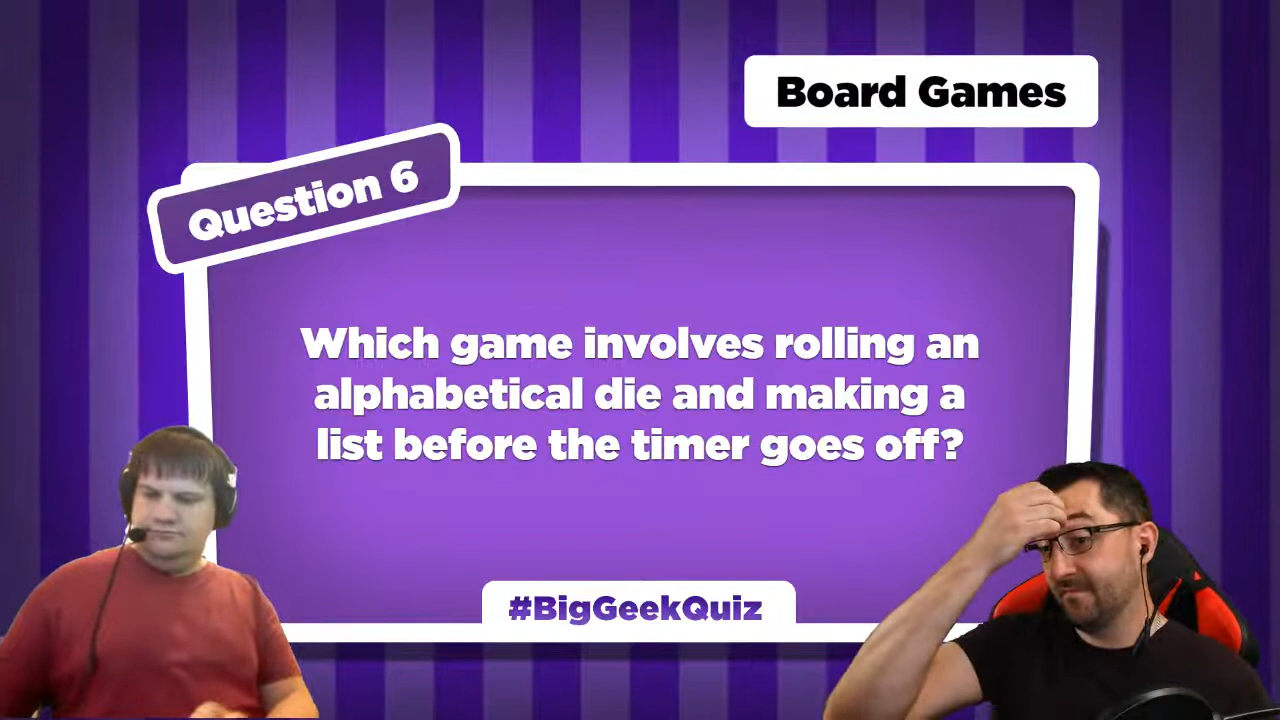 Board Games
Question 6
Which game involves rolling an
alphabetical die and making a
list before the timer goes off?
#BigGeekQuiz